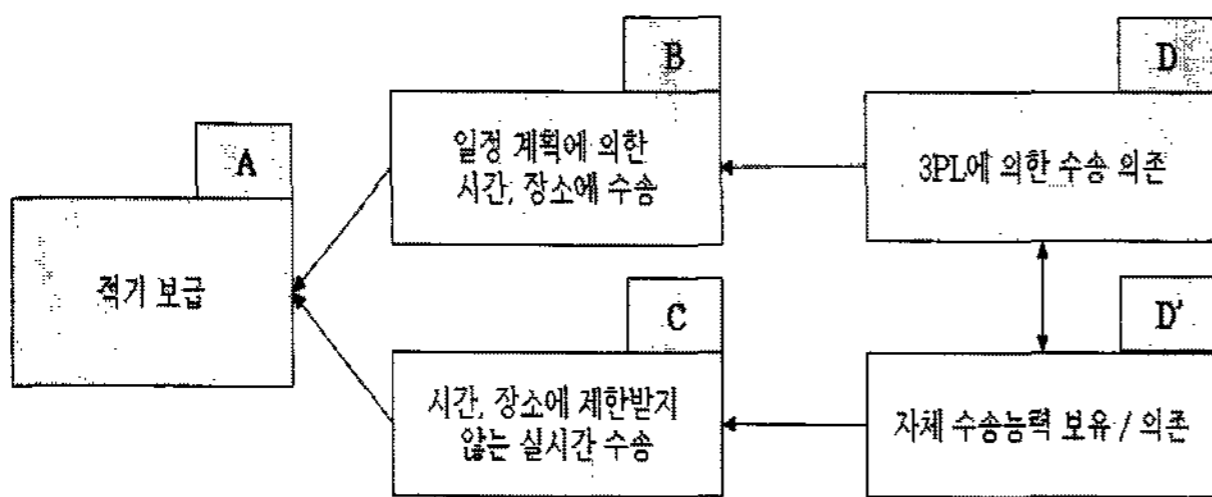 A
적기 보급
B
일정 계획에 의한
시간, 장소에 수송
C
시간, 장소에 제한받지
않는 실시간 수송
D
3PL에 의한 수송 의존
D'
자체 수송능력 보유 / 의존